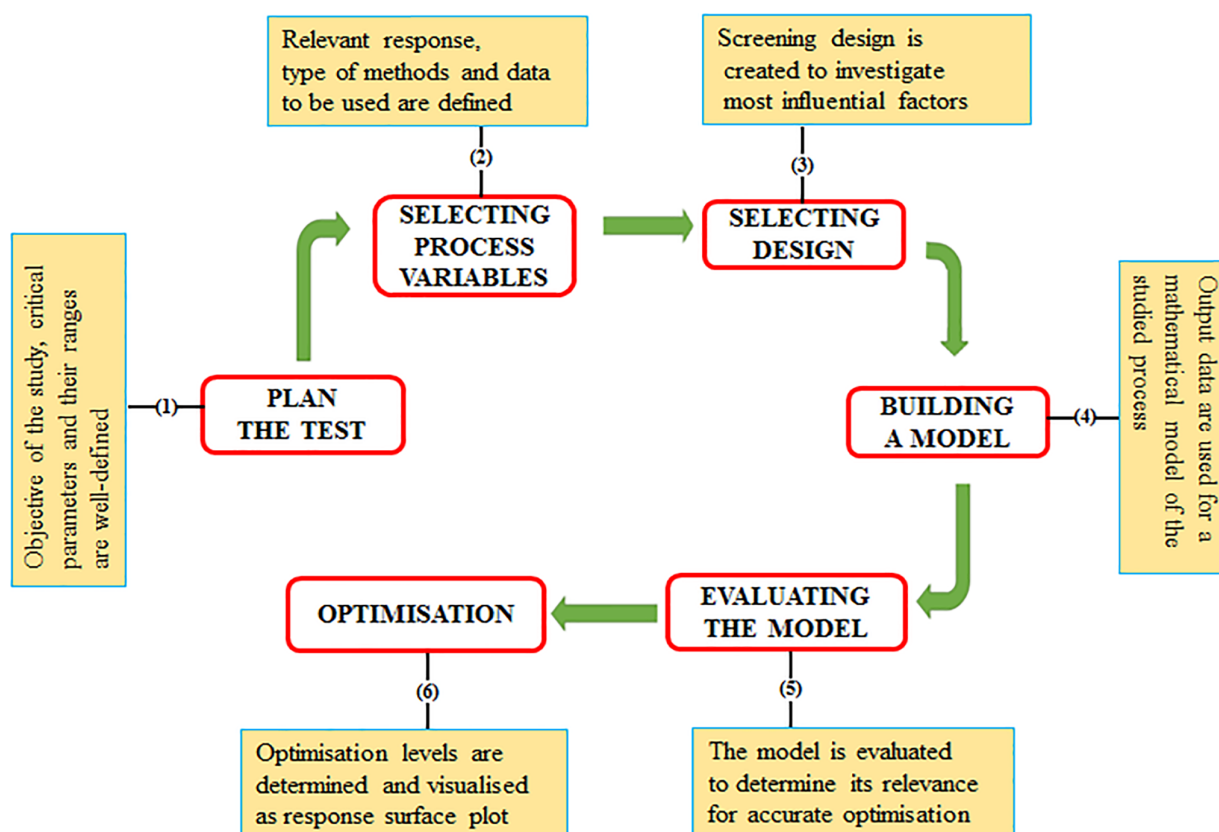 Relevant response,
type of methods and data
to be used are defined
Screening design is
created to investigate
most influential factors
(2)
(3)
SELECTING
PROCESS
VARIABLES
SELECTING
DESIGN
Objective of the study, critical
parameters and their ranges
are well-defined
(1)
PLAN
THE TEST
BUILDING
A MODEL
(4)
Output data are used for a
mathematical model of the
studied process
OPTIMISATION
EVALUATING
THE MODEL
(6)
(5)
Optimisation levels are
determined and visualised
as response surface plot
The model is evaluated
to determine its relevance
for accurate optimisation